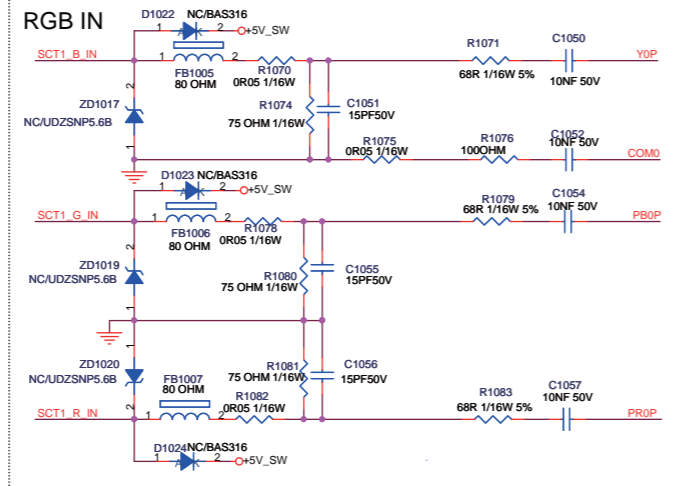 RGB IN
D1022 NC/BAS316
1 2 +5V_SW
SCT1_B_IN 1 2
FB1005
80 OHM
R1070
0R05 1/16W
R1071
68R 1/16W 5%
C1050
10NF 50V
Y0P
2
ZD1017
NC/UDZSNP5.6B
1
R1074
75 OHM 1/16W
C1051
15PF50V
R1075
0R05 1/16W
R1076
100OHM
C1052
10NF 50V
COM0
D1023 NC/BAS316
1 2 +5V_SW
SCT1_G_IN 1 2
FB1006
80 OHM
R1078
0R05 1/16W
R1079
68R 1/16W 5%
C1054
10NF 50V
PB0P
2
ZD1019
NC/UDZSNP5.6B
1
R1080
75 OHM 1/16W
C1055
15PF50V
1
ZD1020
NC/UDZSNP5.6B
2
FB1007
80 OHM
R1081
75 OHM 1/16W
C1056
15PF50V
SCT1_R_IN 1 2
R1082
0R05 1/16W
R1083
68R 1/16W 5%
C1057
10NF 50V
PR0P
D1024 NC/BAS316
1 2 +5V_SW